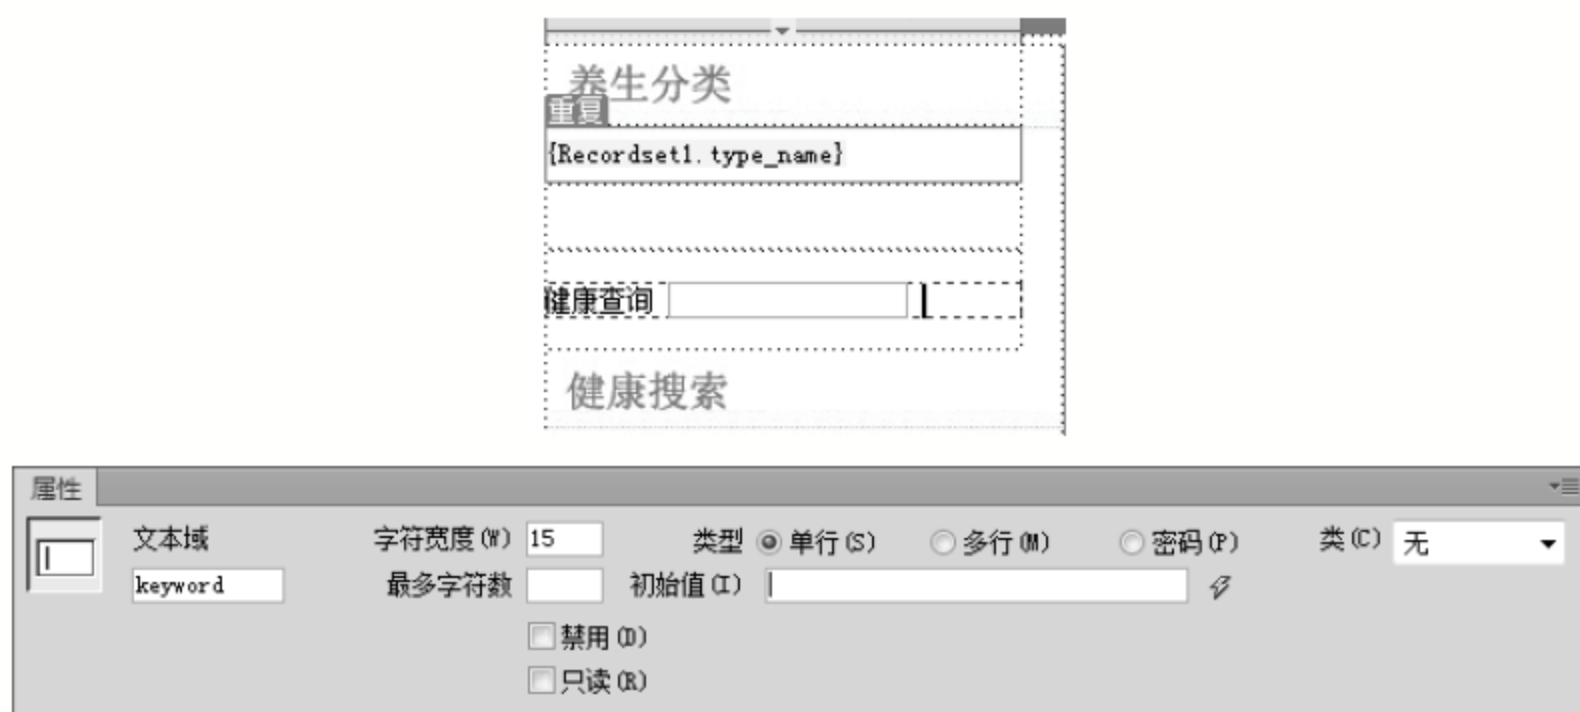 养生分类
重复
{Recordset1.type_name}
健康查询
健康搜索
属性
文本域 字符宽度(W) 15 类型 单行(S) 多行(M) 密码(P) 类(C) 无
keyword 最多字符数 初始值(I)
禁用(D)
只读(R)